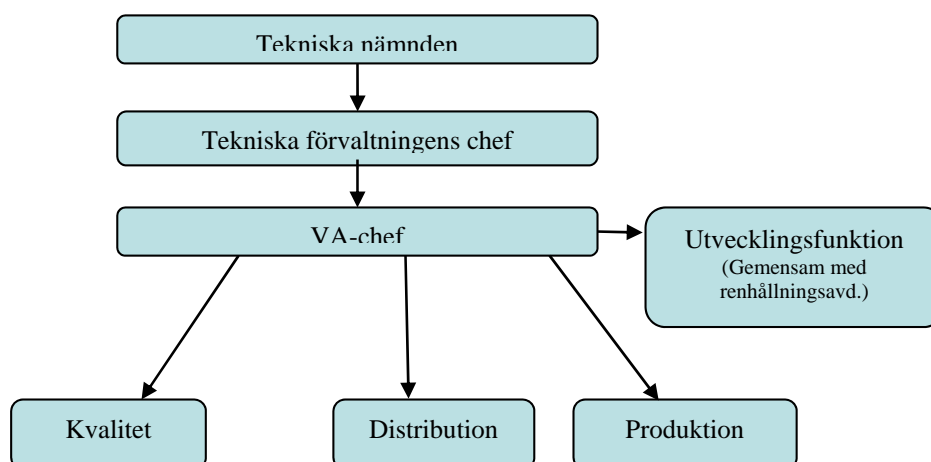 Tekniska nämnden
Tekniska förvaltningens chef
VA-chef
Utvecklingsfunktion
(Gemensam med
renhållningsavd.)
Kvalitet
Distribution
Produktion